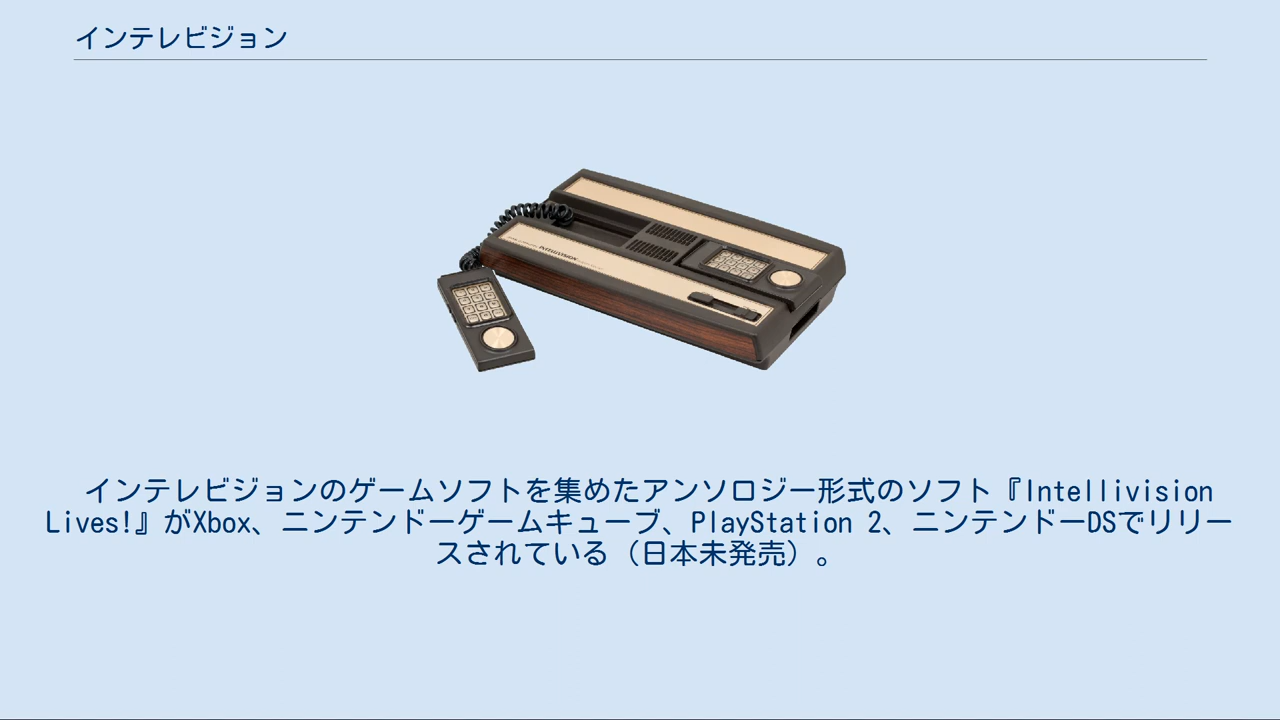 インテレビジョン
INTELLIVISION
インテレビジョンのゲームソフトを集めたアンソロジー形式のソフト『Intellivision
Lives!』がXbox、ニンテンドーゲームキューブ、PlayStation 2、ニンテンドーDSでリリー
スされている（日本未発売）。